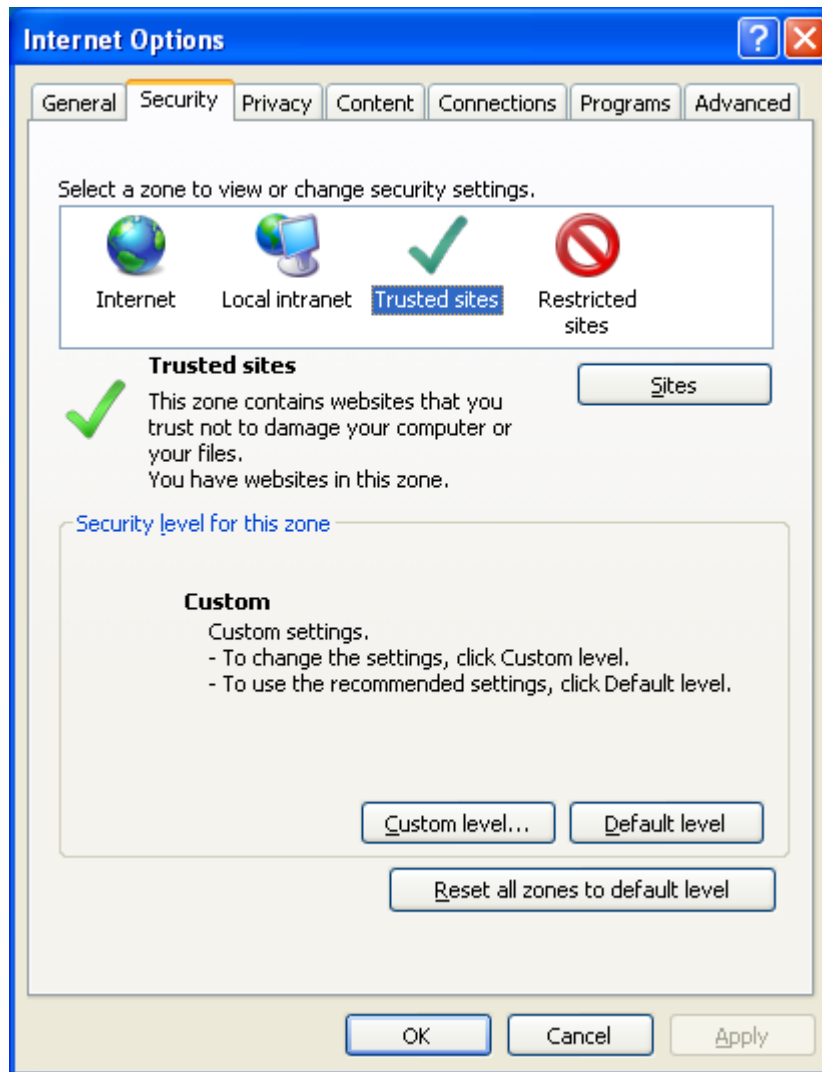 Internet Options
General Security Privacy Content Connections Programs Advanced
Select a zone to view or change security settings.
Internet Local intranet Trusted sites Restricted sites
Trusted sites
Sites
This zone contains websites that you
trust not to damage your computer or
your files.
You have websites in this zone.
Security level for this zone
Custom
Custom settings.
- To change the settings, click Custom level.
- To use the recommended settings, click Default level.
Custom level... Default level
Reset all zones to default level
OK Cancel Apply